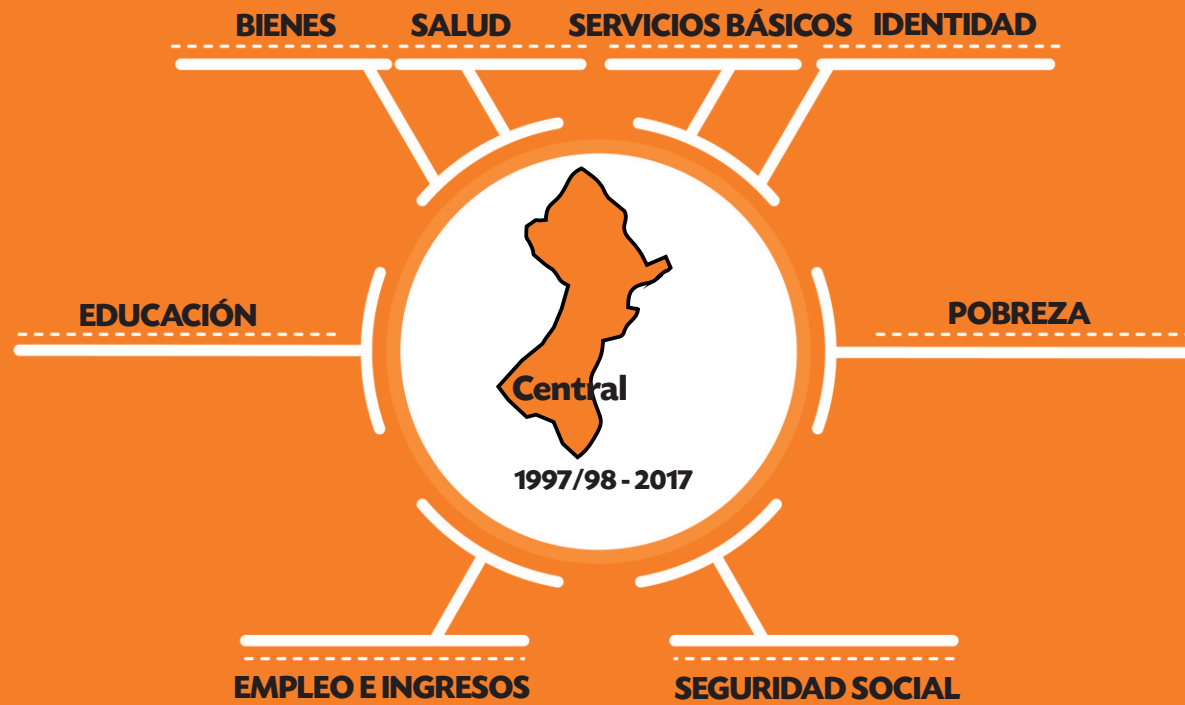 BIENES
SALUD
SERVICIOS BÁSICOS
IDENTIDAD
EDUCACIÓN
POBREZA
Central
1997/98 - 2017
EMPLEO E INGRESOS
SEGURIDAD SOCIAL